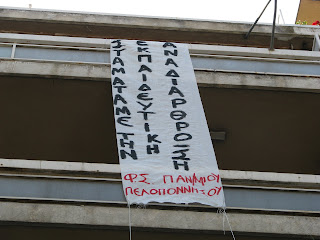 ΣΤΑΜΑΤΑΜΕ ΤΗΝ
ΕΚΠΑΙΔΕΥΤΙΚΗ
ΑΝΑΔΙΑΡΘΡΩΣΗ
ΦΣ ΠΑΝ/ΜΙΟΥ
ΠΕΛΟΠΟΝΝΗΣΟΥ